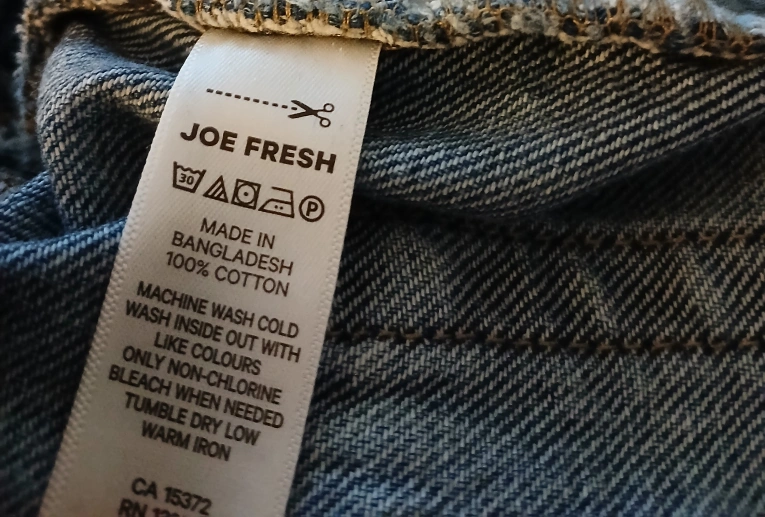 JOE FRESH
30 P
MADE IN
BANGLADESH
100% COTTON
MACHINE WASH COLD
WASH INSIDE OUT WITH
LIKE COLOURS
ONLY NON-CHLORINE
BLEACH WHEN NEEDED
TUMBLE DRY LOW
WARM IRON
CA 15372
RN